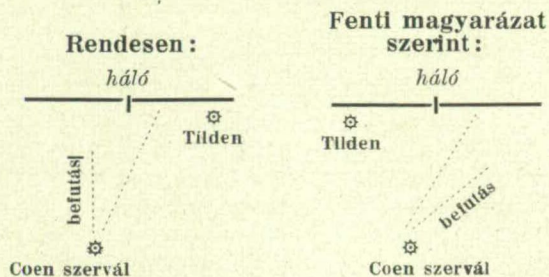 Rendesen:
háló
Tilden
befutás
Coen szervál
Fenti magyarázat
szerint:
háló
Tilden
befutás
Coen szervál